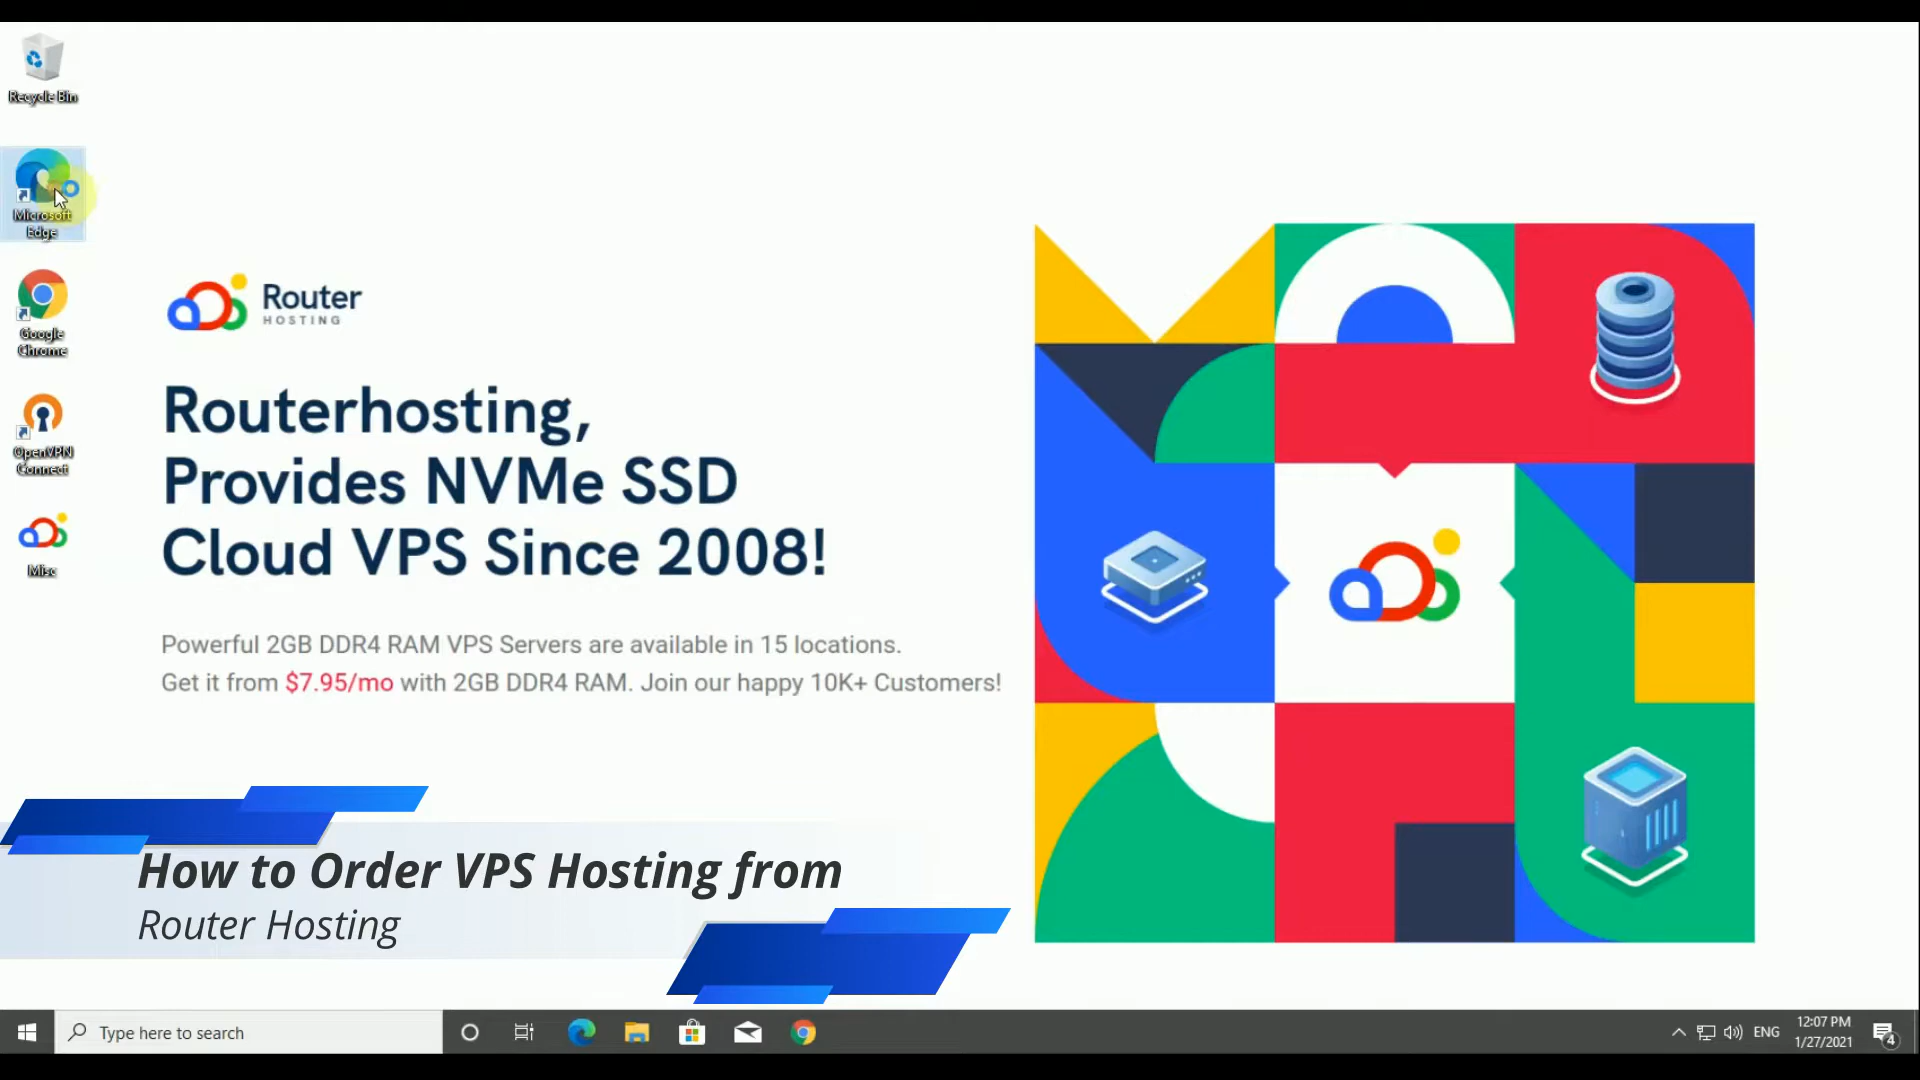 Recycle Bin
Microsoft
Edge
Google
Chrome
OpenVPN
Connect
Misc
Router
HOSTING
Routerhosting,
Provides NVMe SSD
Cloud VPS Since 2008!
Powerful 2GB DDR4 RAM VPS Servers are available in 15 locations.
Get it from $7.95/mo with 2GB DDR4 RAM. Join our happy 10K+ Customers!
How to Order VPS Hosting from
Router Hosting
Type here to search
ENG
12:07 PM
1/27/2021
4